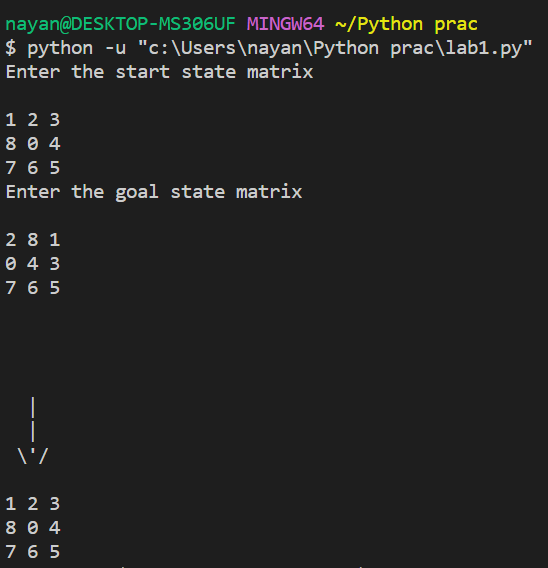 nayan@DESKTOP-MS306UF MINGW64 ~/Python prac
$ python -u "c:\Users\nayan\Python prac\lab1.py"
Enter the start state matrix
1 2 3
8 0 4
7 6 5
Enter the goal state matrix
2 8 1
0 4 3
7 6 5
|
|
\'/
1 2 3
8 0 4
7 6 5